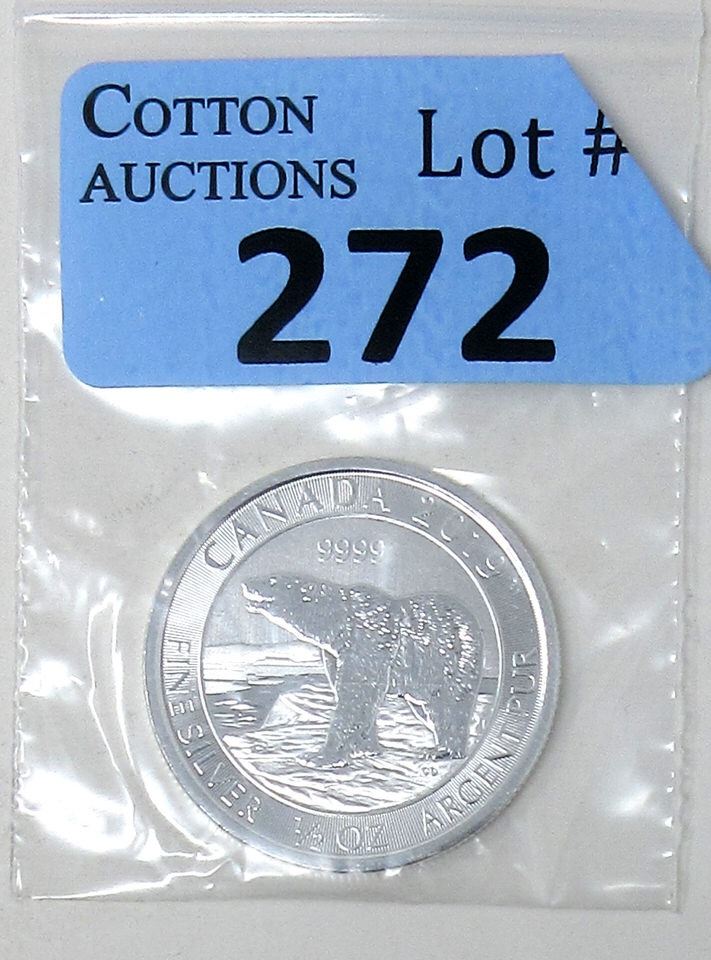 COTTON
AUCTIONS
Lot #
272
CANADA 2019
9999
FINE SILVER ½ OZ ARGENT PUR